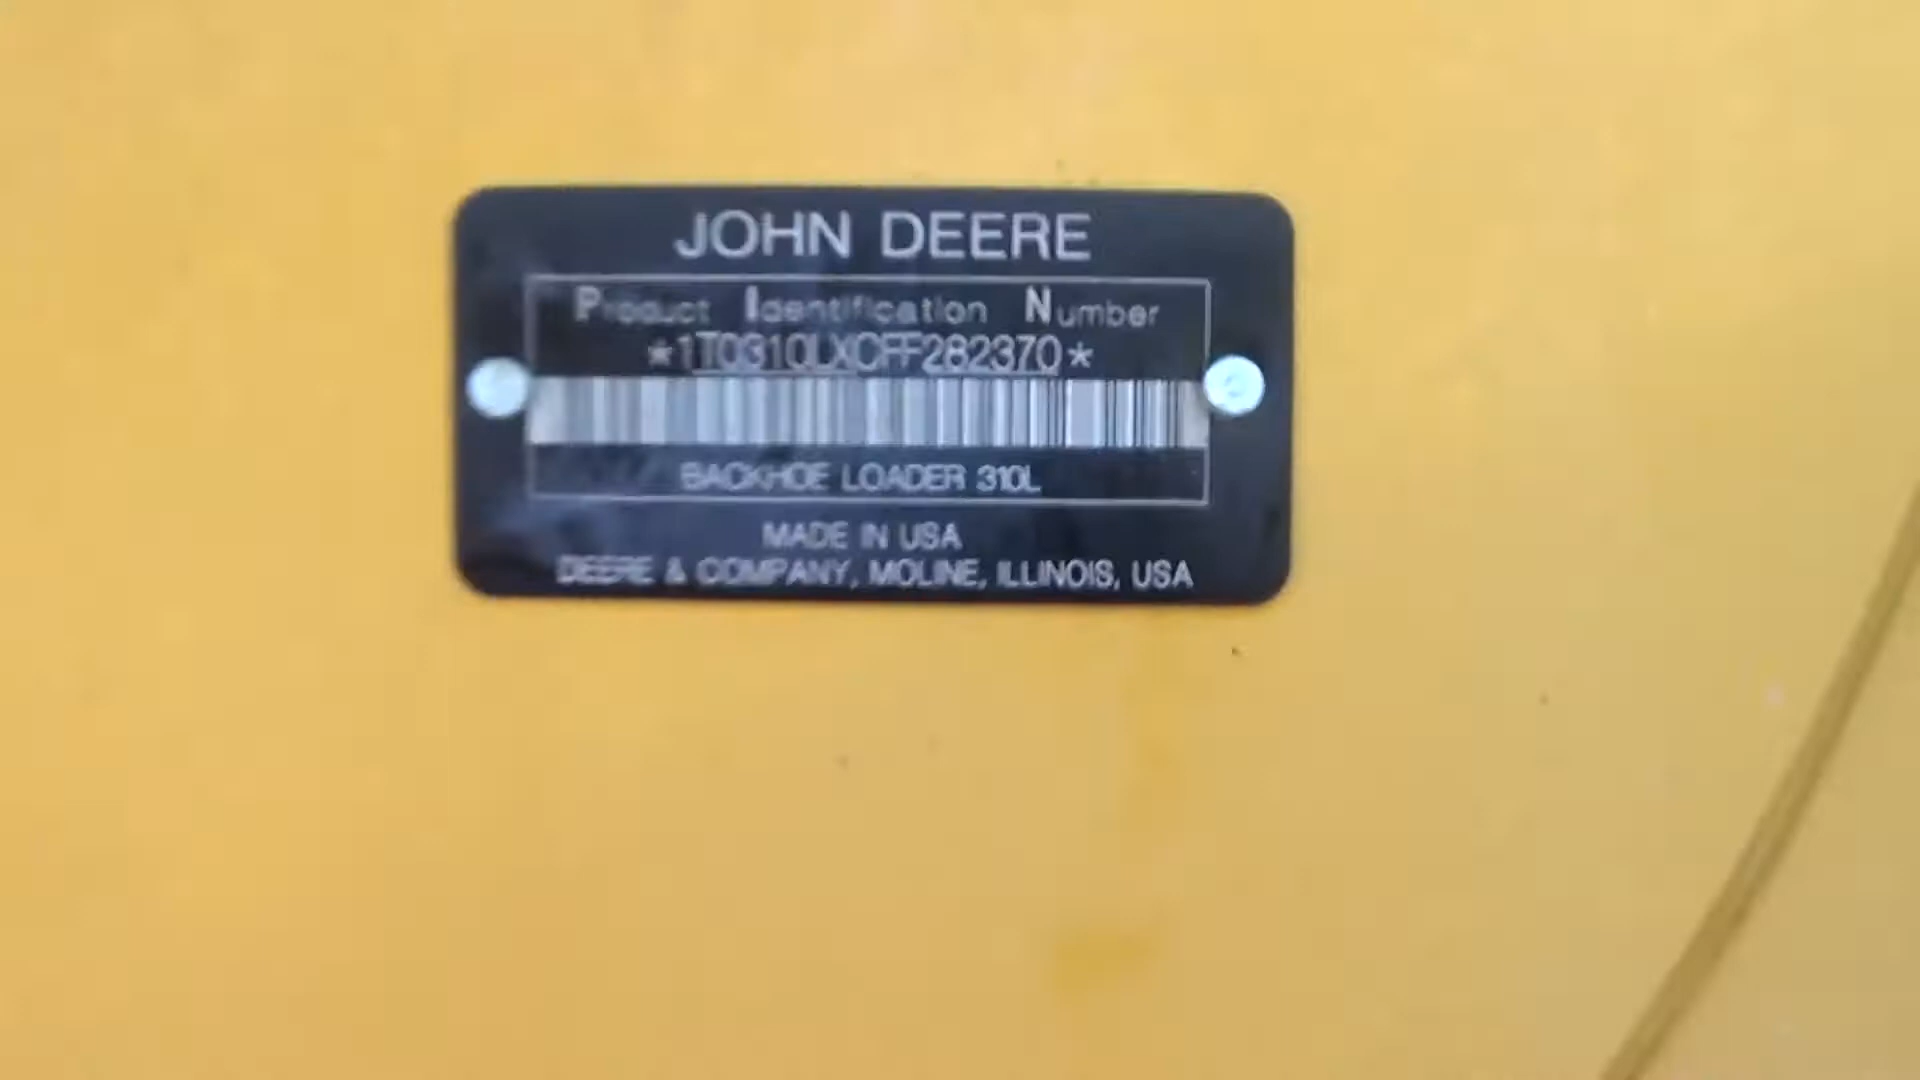 JOHN DEERE
Product Identification Number
*1T0310LXCFF282370*
BACKHOE LOADER 310L
MADE IN USA
DEERE & COMPANY, MOLINE, ILLINOIS, USA